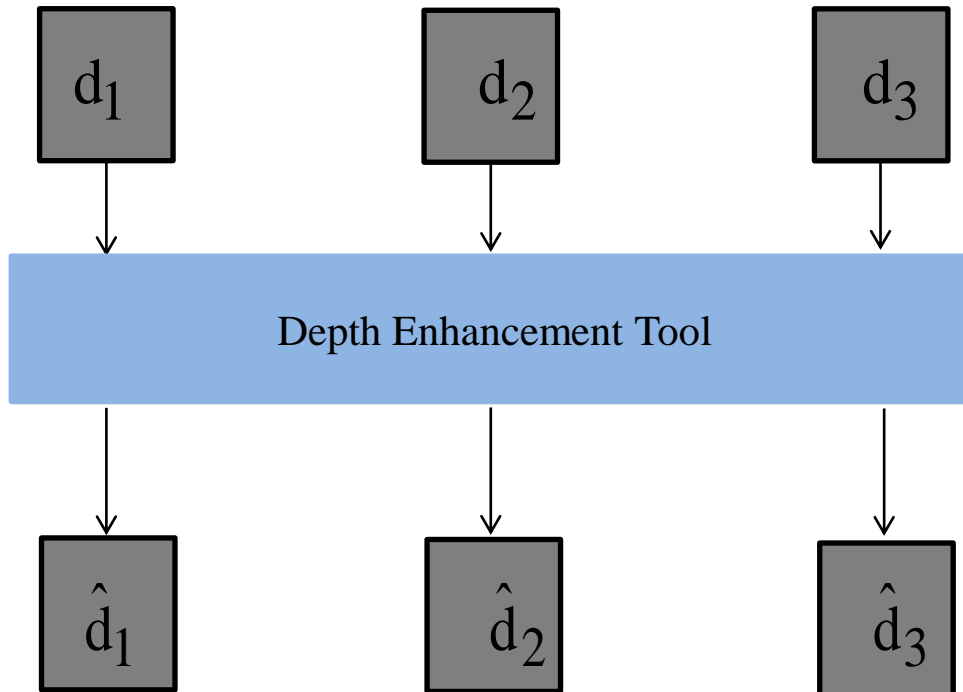 d₁ d₂ d₃
Depth Enhancement Tool
d̂₁ d̂₂ d̂₃